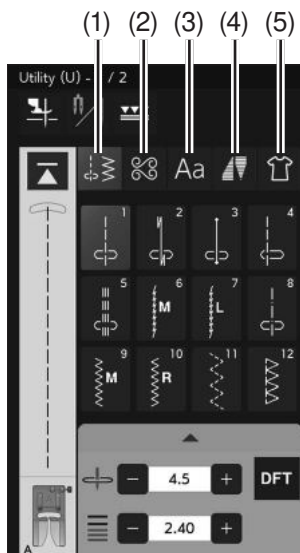 (1) (2) (3) (4) (5)
Utility (U) - / 2
Aa
1 2 3 4
5 6 M 7 L 8
9 M 10 R 11 12
4.5 DFT
2.40
A